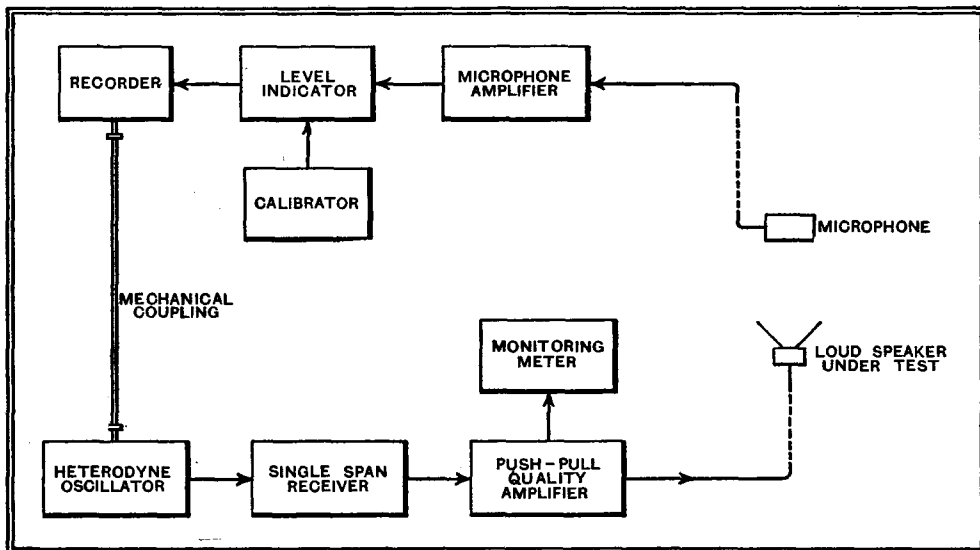 RECORDER
LEVEL
INDICATOR
MICROPHONE
AMPLIFIER
CALIBRATOR
MICROPHONE
MECHANICAL
COUPLING
MONITORING
METER
LOUD SPEAKER
UNDER TEST
HETERODYNE
OSCILLATOR
SINGLE SPAN
RECEIVER
PUSH-PULL
QUALITY
AMPLIFIER